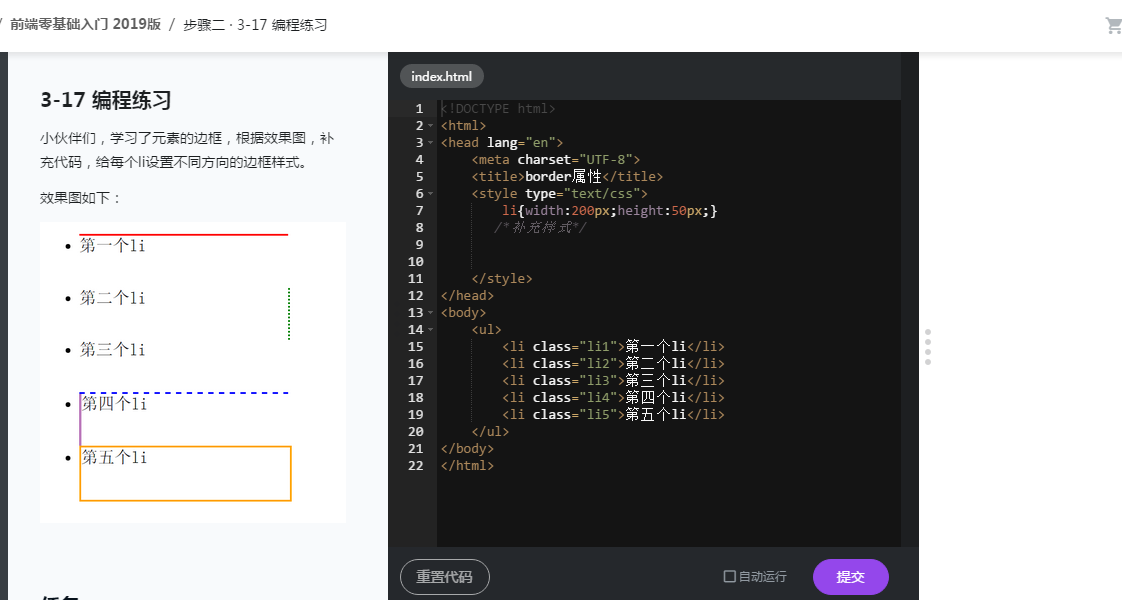 / 前端零基础入门 2019版 / 步骤二 · 3-17 编程练习
3-17 编程练习
小伙伴们，学习了元素的边框，根据效果图，补
充代码，给每个li设置不同方向的边框样式。
效果图如下：
第一个li
第二个li
第三个li
第四个li
第五个li
index.html
1 <!DOCTYPE html>
2 <html>
3 <head lang="en">
4 <meta charset="UTF-8">
5 <title>border属性</title>
6 <style type="text/css">
7 li{width:200px;height:50px;}
8 /*补充样式*/
9
10
11 </style>
12 </head>
13 <body>
14 <ul>
15 <li class="li1">第一个li</li>
16 <li class="li2">第二个li</li>
17 <li class="li3">第三个li</li>
18 <li class="li4">第四个li</li>
19 <li class="li5">第五个li</li>
20 </ul>
21 </body>
22 </html>
重置代码
自动运行
提交